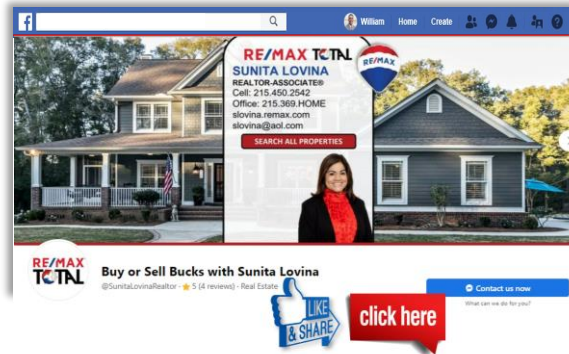 f
William Home Create
RE/MAX TOTAL
RE/MAX
SUNITA LOVINA
REALTOR-ASSOCIATE®
Cell: 215.450.2542
Office: 215.369.HOME
slovina.remax.com
slovina@aol.com
SEARCH ALL PROPERTIES
RE/MAX
TOTAL
Buy or Sell Bucks with Sunita Lovina
@SunitaLovinaRealtor · 5 (4 reviews) · Real Estate
Contact us now
What can we do for you?
LIKE
& SHARE
click here